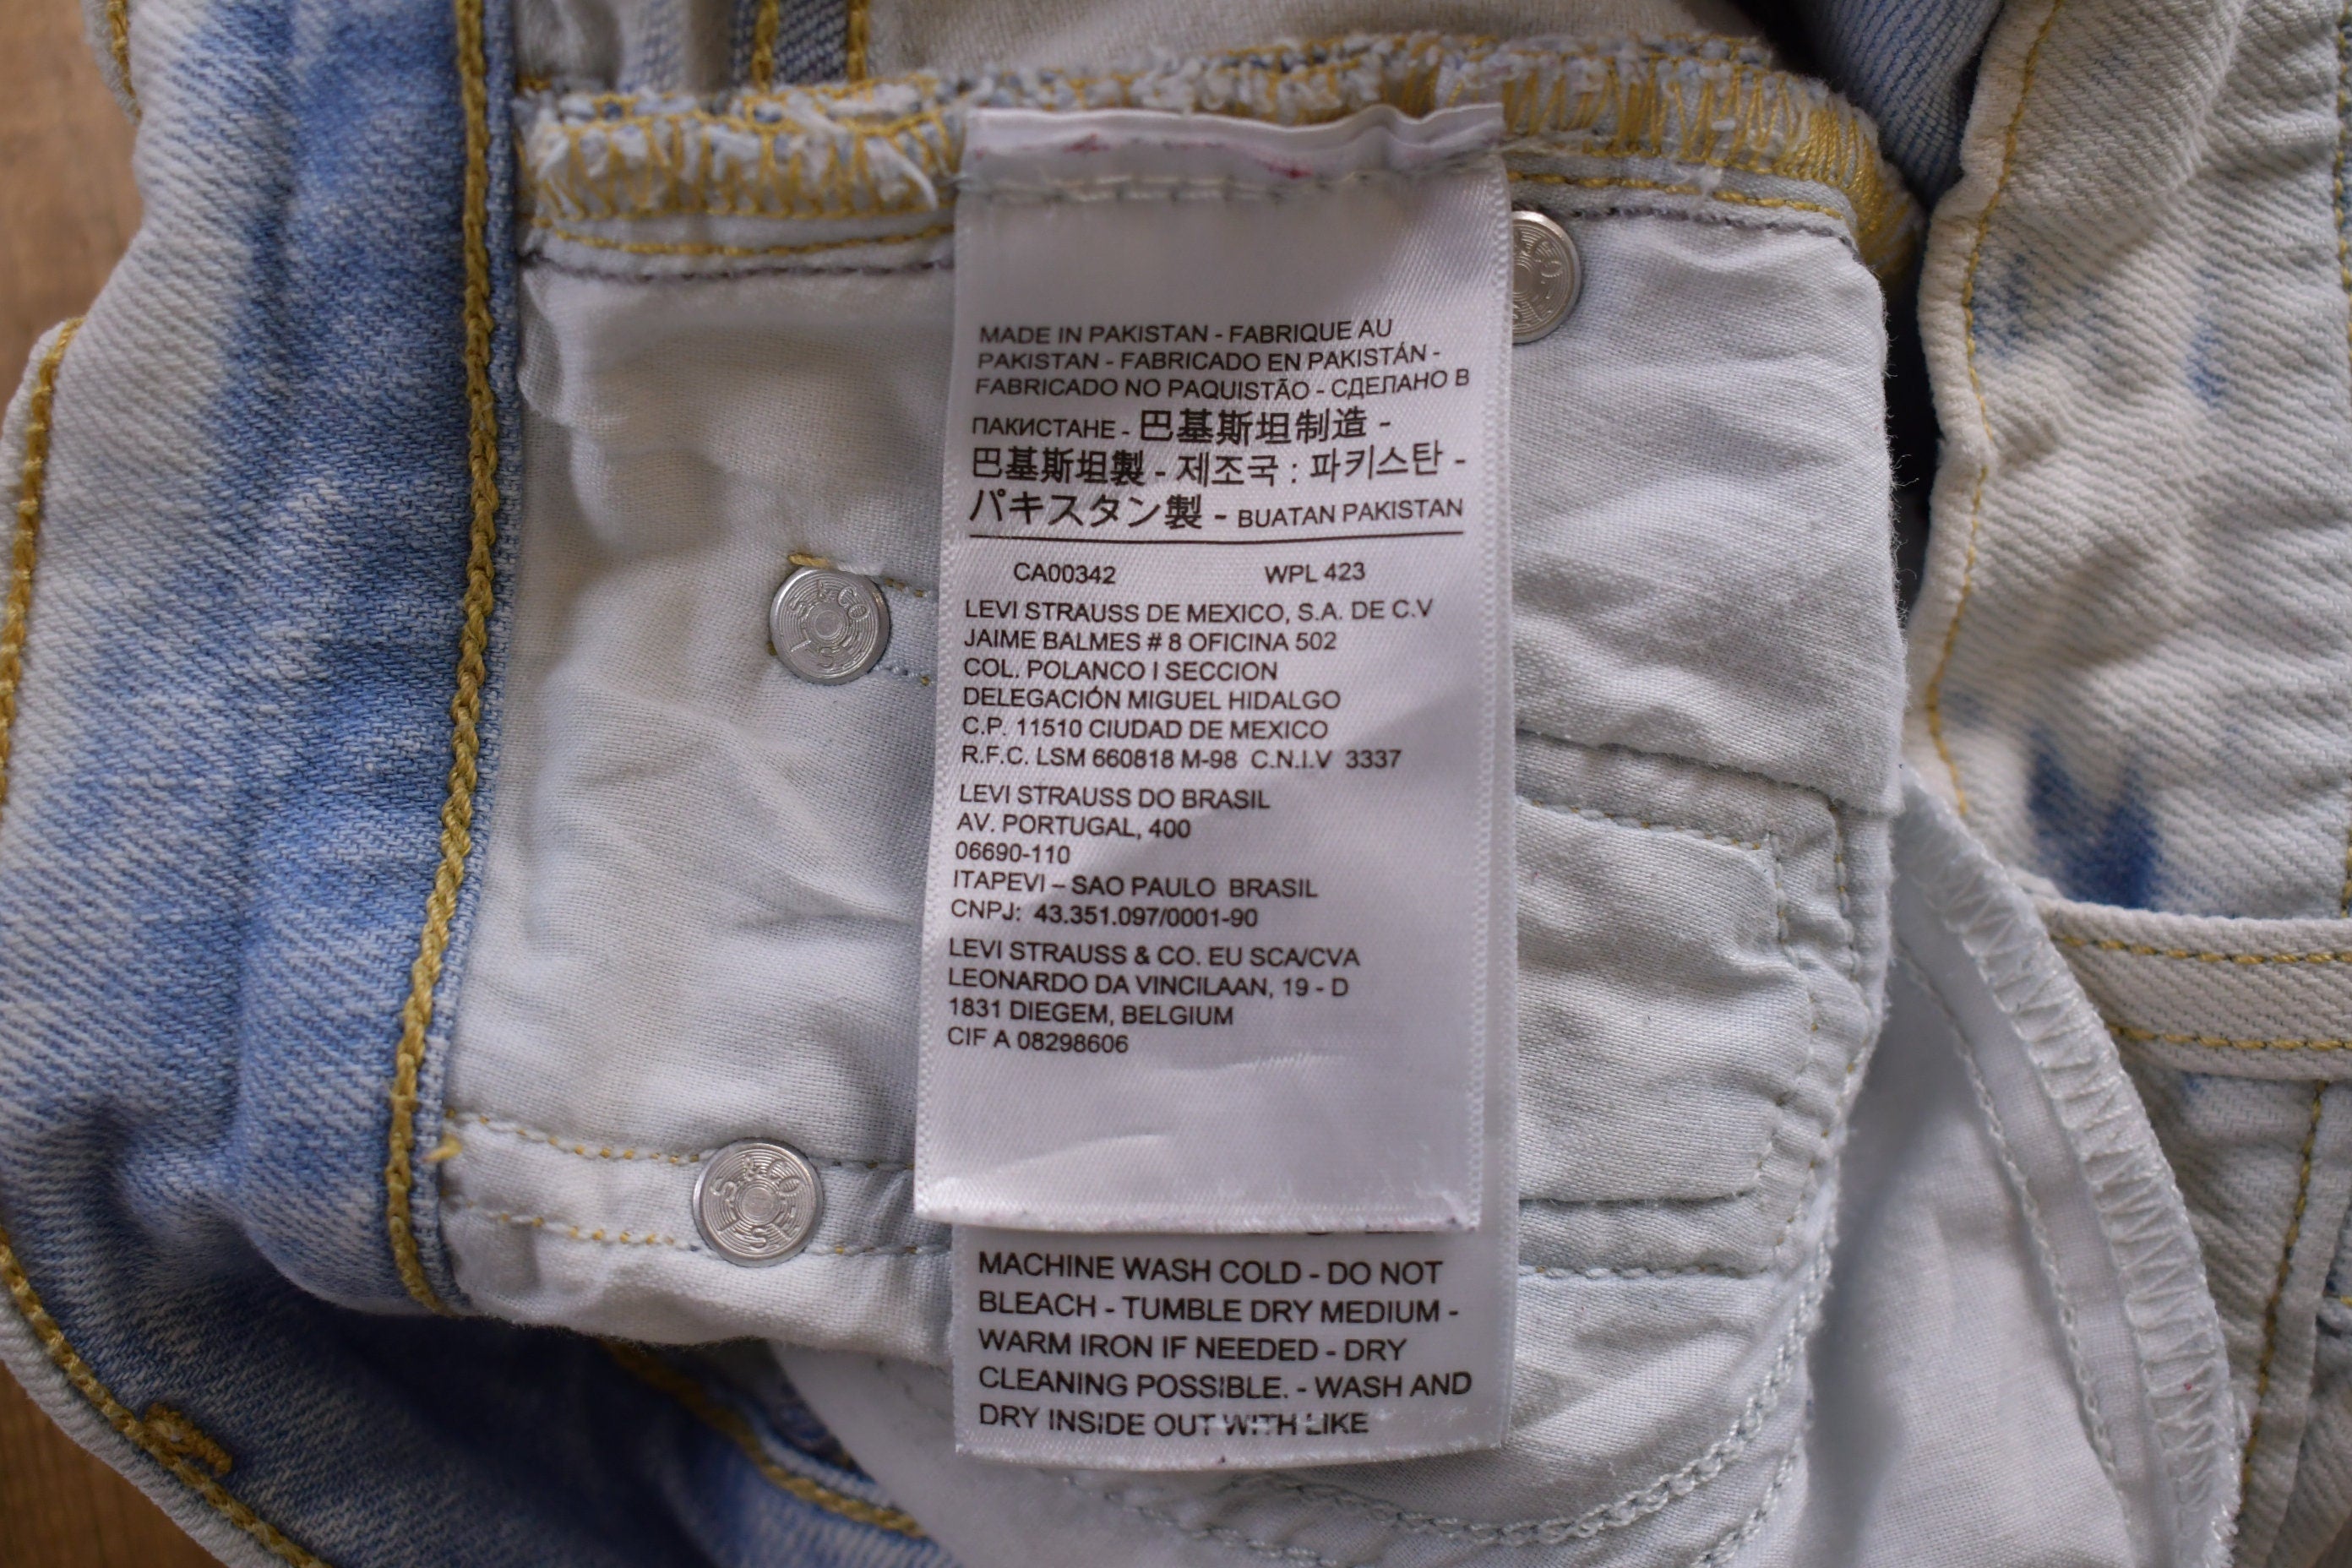 MADE IN PAKISTAN - FABRIQUE AU
PAKISTAN - FABRICADO EN PAKISTÁN -
FABRICADO NO PAQUISTÃO - СДЕЛАНО В
ПАКИСТАНЕ - 巴基斯坦制造 -
巴基斯坦製 - 제조국 : 파키스탄 -
パキスタン製 - BUATAN PAKISTAN
CA00342 WPL 423
LEVI STRAUSS DE MEXICO, S.A. DE C.V
JAIME BALMES # 8 OFICINA 502
COL. POLANCO I SECCION
DELEGACIÓN MIGUEL HIDALGO
C.P. 11510 CIUDAD DE MEXICO
R.F.C. LSM 660818 M-98 C.N.I.V 3337
LEVI STRAUSS DO BRASIL
AV. PORTUGAL, 400
06690-110
ITAPEVI – SAO PAULO BRASIL
CNPJ: 43.351.097/0001-90
LEVI STRAUSS & CO. EU SCA/CVA
LEONARDO DA VINCILAAN, 19 - D
1831 DIEGEM, BELGIUM
CIF A 08298606
MACHINE WASH COLD - DO NOT
BLEACH - TUMBLE DRY MEDIUM -
WARM IRON IF NEEDED - DRY
CLEANING POSSIBLE. - WASH AND
DRY INSIDE OUT WITH LIKE